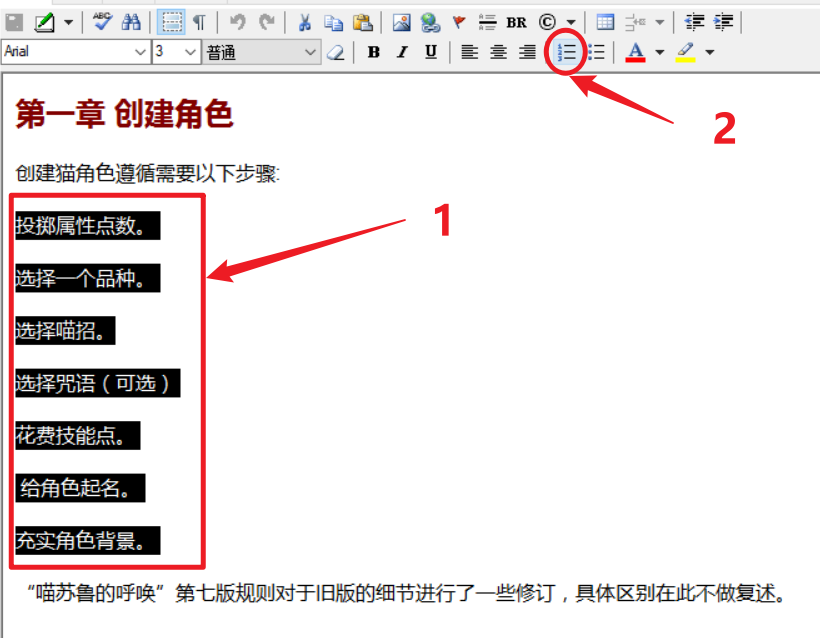 ABC ¶ BR ©
Arial 3 普通 B I U A
2
第一章 创建角色
创建猫角色遵循需要以下步骤:
1
投掷属性点数。
选择一个品种。
选择喵招。
选择咒语（可选）
花费技能点。
给角色起名。
充实角色背景。
“喵苏鲁的呼唤”第七版规则对于旧版的细节进行了一些修订，具体区别在此不做复述。